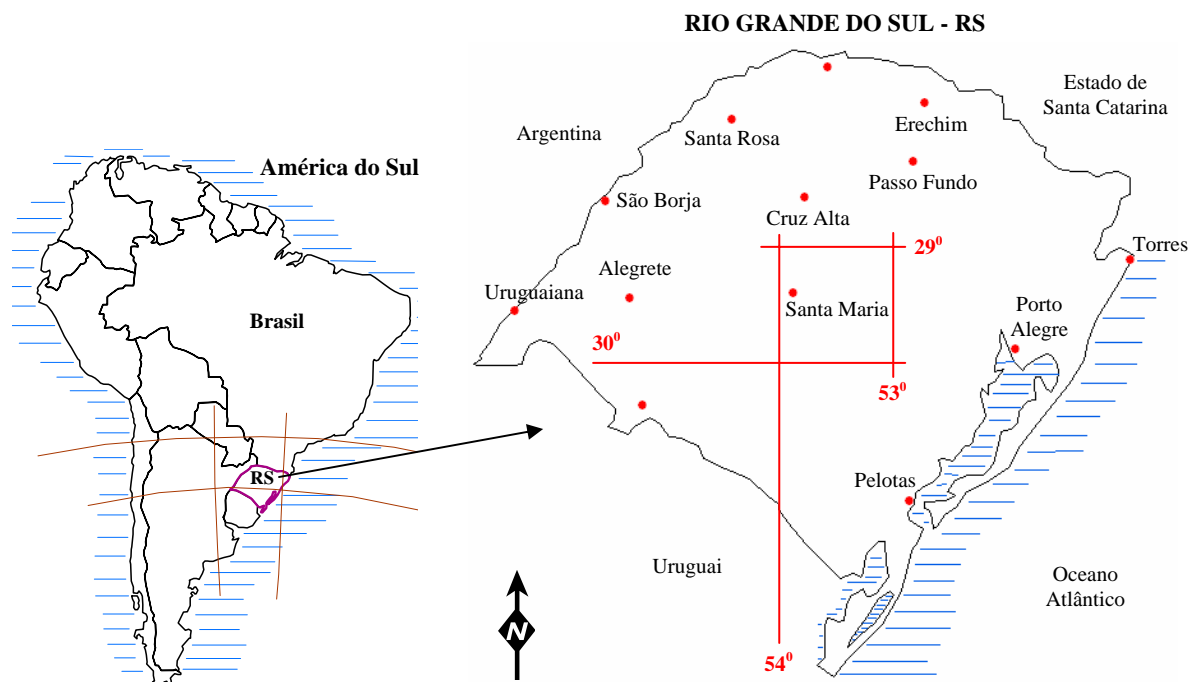 RIO GRANDE DO SUL - RS
Estado de
Santa Catarina
Argentina
Santa Rosa
Erechim
América do Sul
Passo Fundo
São Borja
Cruz Alta
29⁰
Torres
Alegrete
Uruguaiana
Santa Maria
Porto
Alegre
Brasil
30⁰
53⁰
RS
Pelotas
Uruguai
Oceano
Atlântico
N
54⁰